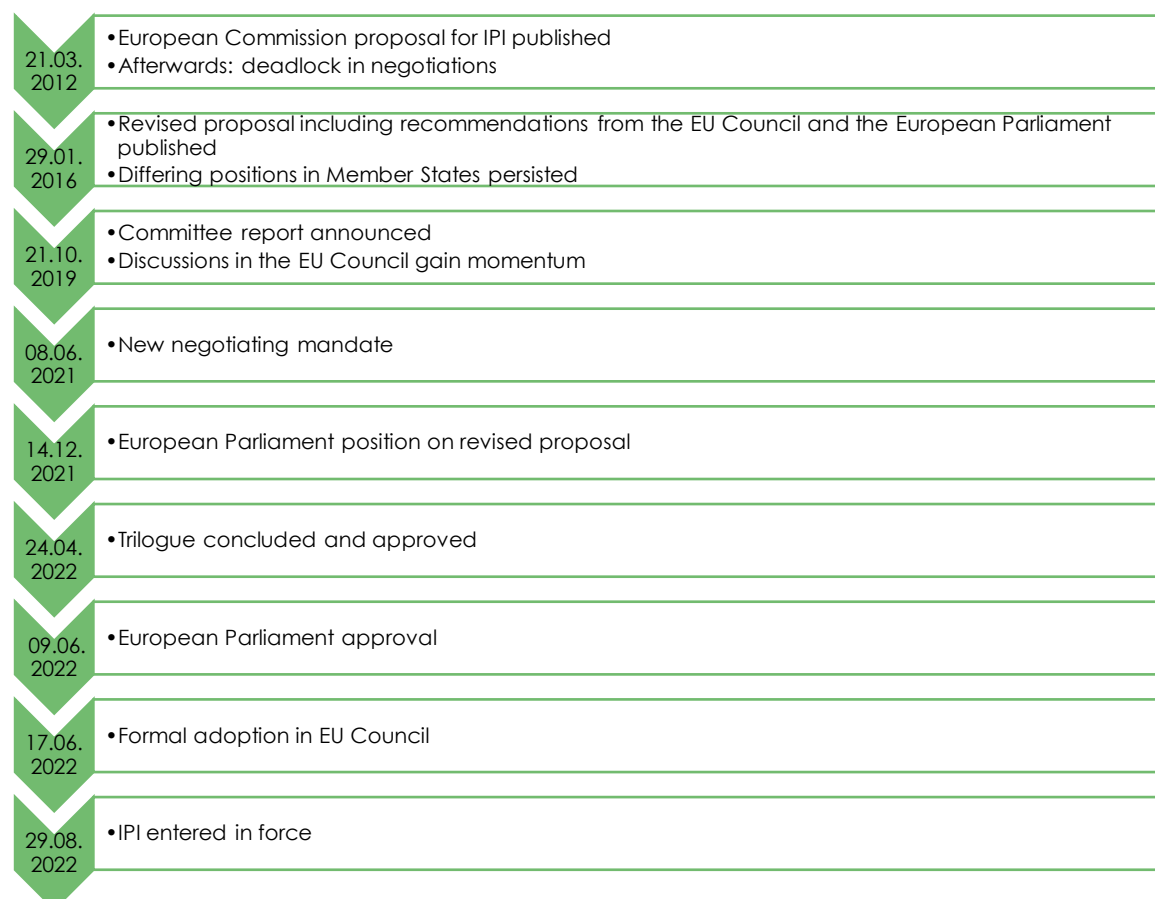 21.03.
2012
•European Commission proposal for IPI published
•Afterwards: deadlock in negotiations
29.01.
2016
•Revised proposal including recommendations from the EU Council and the European Parliament
published
•Differing positions in Member States persisted
21.10.
2019
•Committee report announced
•Discussions in the EU Council gain momentum
08.06.
2021
•New negotiating mandate
14.12.
2021
•European Parliament position on revised proposal
24.04.
2022
•Trilogue concluded and approved
09.06.
2022
•European Parliament approval
17.06.
2022
•Formal adoption in EU Council
29.08.
2022
•IPI entered in force